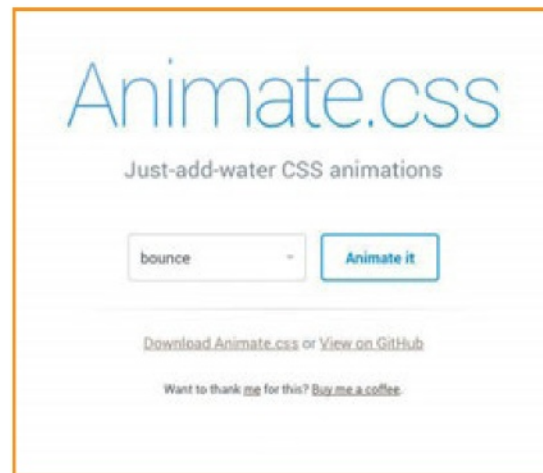 Animate.css
Just-add-water CSS animations
bounce Animate it
Download Animate.css or View on GitHub
Want to thank me for this? Buy me a coffee.